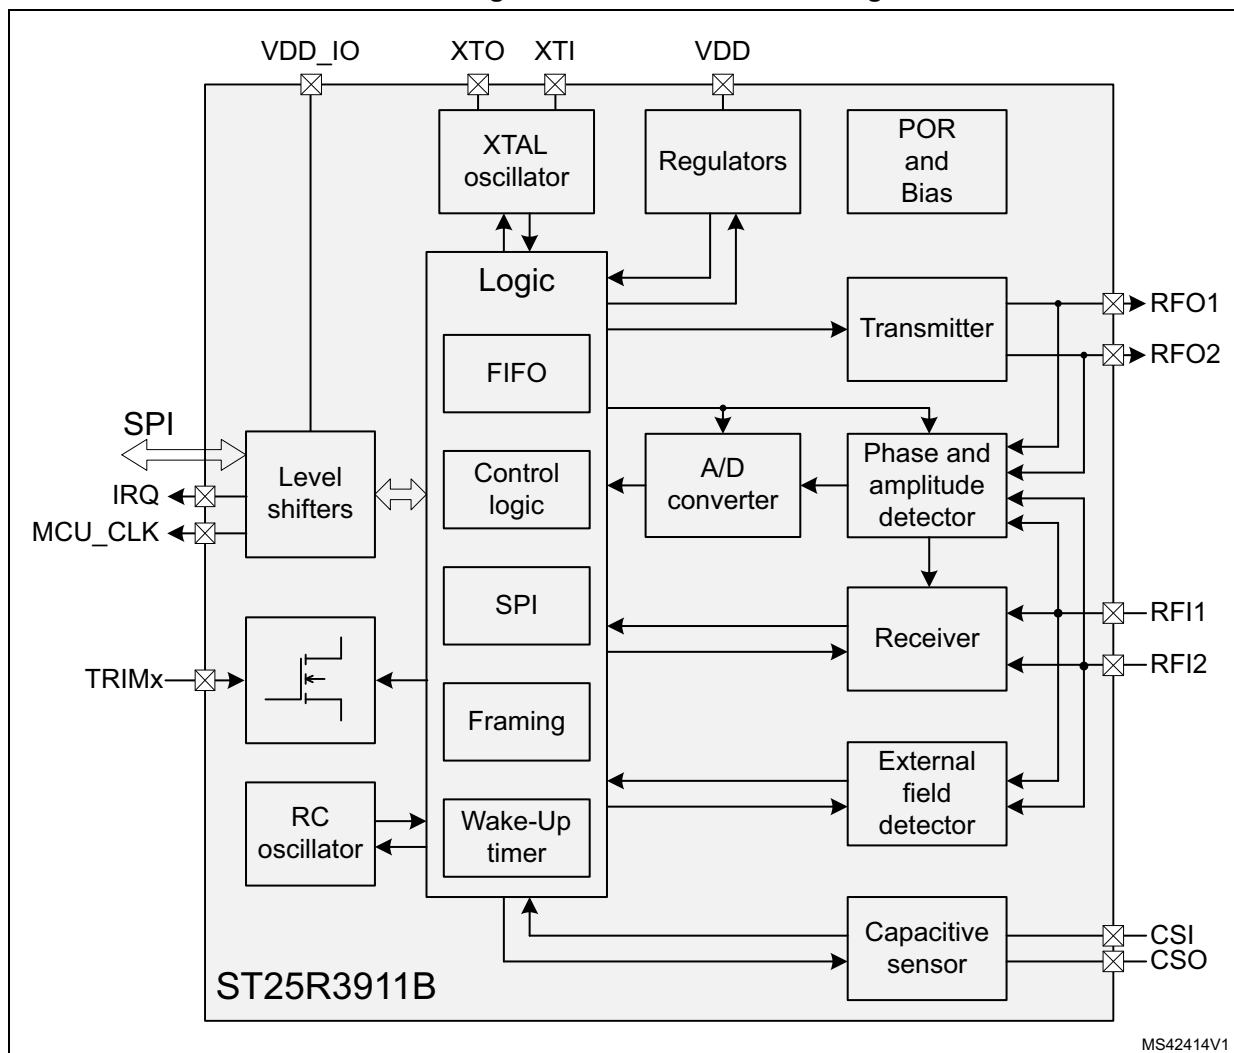 VDD_IO
XTO
XTI
VDD
XTAL
oscillator
Regulators
POR
and
Bias
Logic
FIFO
Control
logic
SPI
Framing
Wake-Up
timer
Transmitter
RFO1
RFO2
SPI
IRQ
MCU_CLK
Level
shifters
A/D
converter
Phase and
amplitude
detector
Receiver
RFI1
RFI2
TRIMx
RC
oscillator
External
field
detector
Capacitive
sensor
CSI
CSO
ST25R3911B
MS42414V1